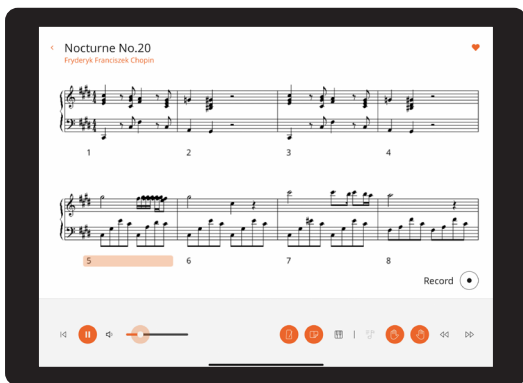 Nocturne No.20
Fryderyk Franciszek Chopin
1 2 3 4
5 6 7 8
Record